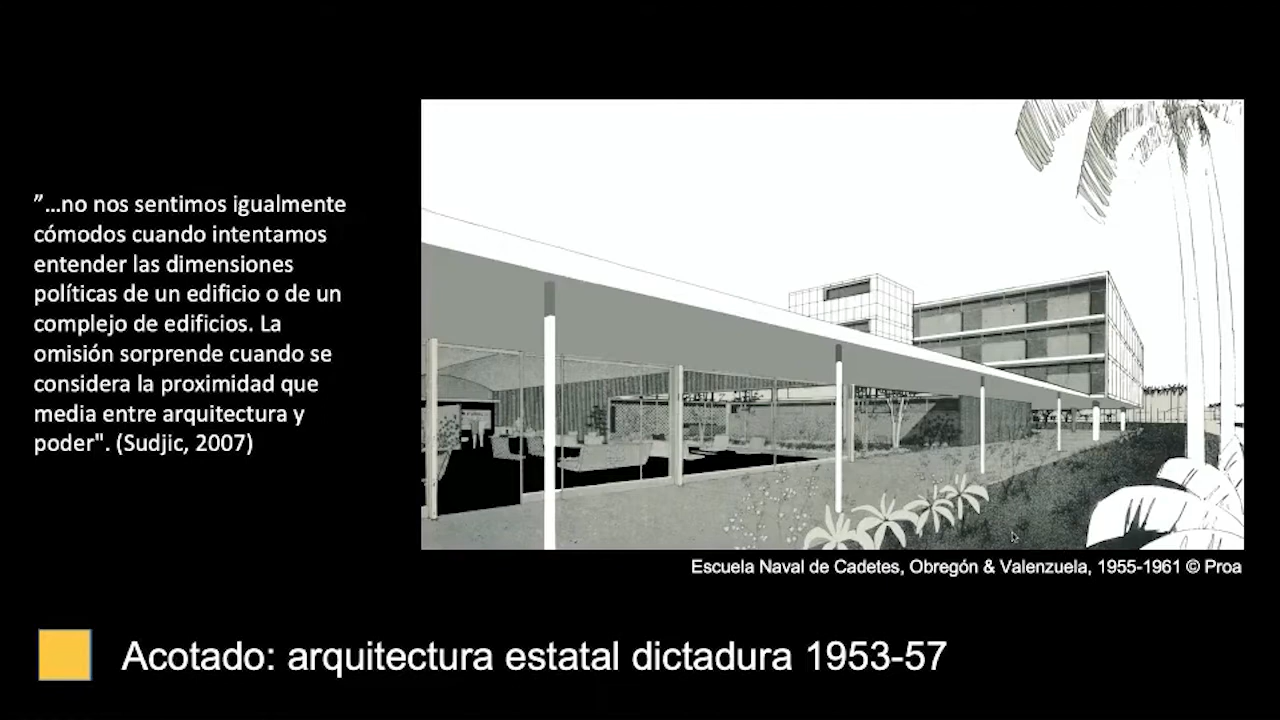 ”...no nos sentimos igualmente
cómodos cuando intentamos
entender las dimensiones
políticas de un edificio o de un
complejo de edificios. La
omisión sorprende cuando se
considera la proximidad que
media entre arquitectura y
poder". (Sudjic, 2007)
Escuela Naval de Cadetes, Obregón & Valenzuela, 1955-1961 © Proa
Acotado: arquitectura estatal dictadura 1953-57